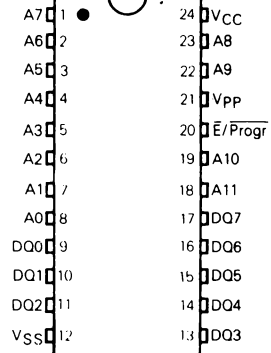 A7 1 24 VCC
A6 2 23 A8
A5 3 22 A9
A4 4 21 VPP
A3 5 20 E̅/P̅r̅o̅g̅r̅
A2 6 19 A10
A1 7 18 A11
A0 8 17 DQ7
DQ0 9 16 DQ6
DQ1 10 15 DQ5
DQ2 11 14 DQ4
VSS 12 13 DQ3